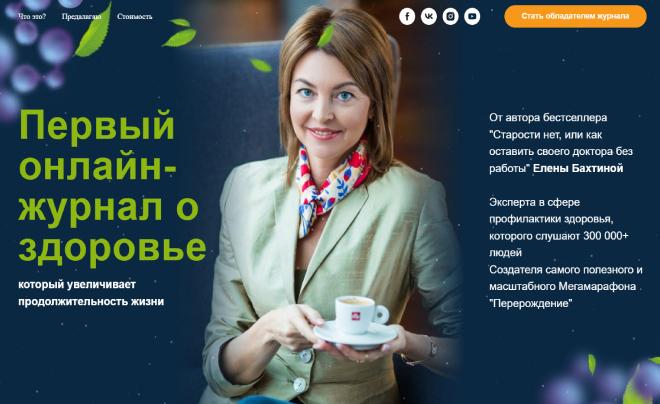 Что это?
Предлагаю
Стоимость
Стать обладателем журнала
Первый
онлайн-
журнал о
здоровье
который увеличивает
продолжительность жизни
От автора бестселлера
"Старости нет, или как
оставить своего доктора без
работы" Елены Бахтиной
Эксперта в сфере
профилактики здоровья,
которого слушают 300 000+
людей
Создателя самого полезного и
масштабного Мегамарафона
"Перерождение"